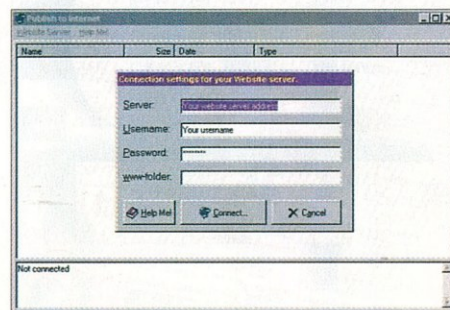 Publish to Internet
Website Server Help Me!
Name Size Date Type
Connection settings for your Website server.
Server: Your website server address
Username: Your username
Password: ********
www-folder:
Help Me! Connect... Cancel
Not connected